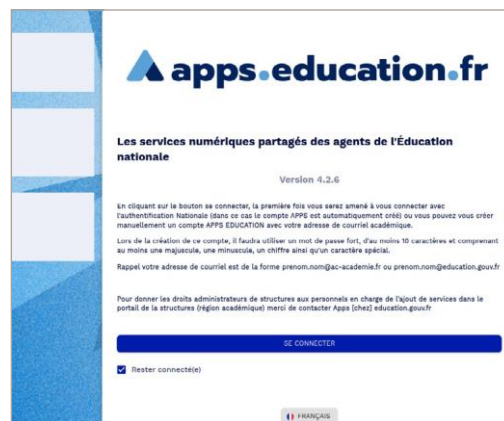 apps.education.fr
Les services numériques partagés des agents de l'Éducation
nationale
Version 4.2.6
En cliquant sur le bouton se connecter, la première fois vous serez amené à vous connecter avec
l'authentification Nationale (dans ce cas le compte APPS est automatiquement créé) ou vous pouvez vous créer
manuellement un compte APPS EDUCATION avec votre adresse de courriel académique.
Lors de la création de ce compte, il faudra utiliser un mot de passe fort, d'au moins 10 caractères et comprenant
au moins une majuscule, une minuscule, un chiffre ainsi qu'un caractère spécial.
Rappel votre adresse de courriel est de la forme prenom.nom@ac-academie.fr ou prenom.nom@education.gouv.fr
Pour donner les droits administrateurs de structures aux personnels en charge de l'ajout de services dans le
portail de la structures (région académique) merci de contacter Apps [chez] education.gouv.fr
SE CONNECTER
Rester connecté(e)
FRANÇAIS